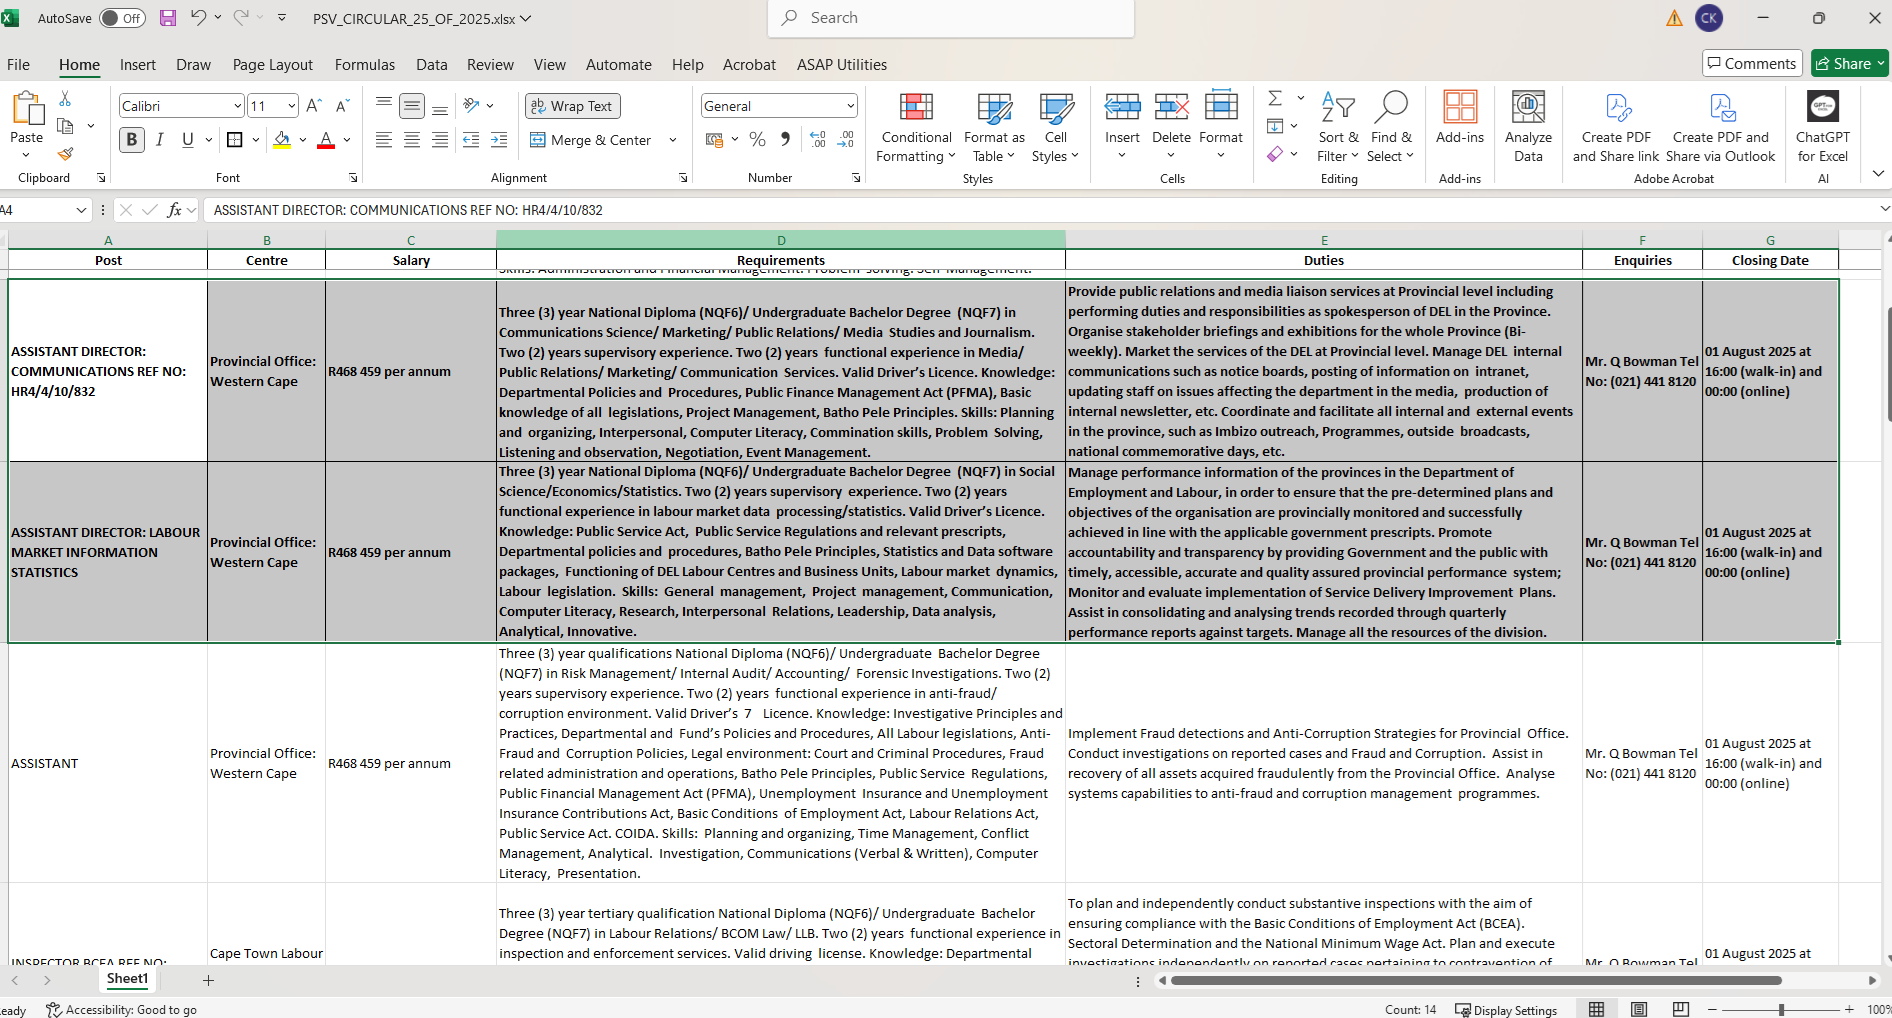 AutoSave Off PSV_CIRCULAR_25_OF_2025.xlsx Search CK
File Home Insert Draw Page Layout Formulas Data Review View Automate Help Acrobat ASAP Utilities Comments Share
Paste
Clipboard
Calibri 11
B I U A
Font
Wrap Text
Merge & Center
Alignment
General
Number
Conditional Formatting
Format as Table
Cell Styles
Styles
Insert Delete Format
Cells
Sort & Filter
Find & Select
Editing
Add-ins
Add-ins
Analyze Data
Create PDF and Share link
Create PDF and Share via Outlook
Adobe Acrobat
ChatGPT for Excel
AI
A4 fx ASSISTANT DIRECTOR: COMMUNICATIONS REF NO: HR4/4/10/832
A B C D E F G
Post Centre Salary Requirements Duties Enquiries Closing Date
Skills: Administration and Financial Management. Problem solving. Self Management.
ASSISTANT DIRECTOR:
COMMUNICATIONS REF NO:
HR4/4/10/832
Provincial Office:
Western Cape
R468 459 per annum
Three (3) year National Diploma (NQF6)/ Undergraduate Bachelor Degree (NQF7) in
Communications Science/ Marketing/ Public Relations/ Media Studies and Journalism.
Two (2) years supervisory experience. Two (2) years functional experience in Media/
Public Relations/ Marketing/ Communication Services. Valid Driver's Licence. Knowledge:
Departmental Policies and Procedures, Public Finance Management Act (PFMA), Basic
knowledge of all legislations, Project Management, Batho Pele Principles. Skills: Planning
and organizing, Interpersonal, Computer Literacy, Commination skills, Problem Solving,
Listening and observation, Negotiation, Event Management.
Provide public relations and media liaison services at Provincial level including
performing duties and responsibilities as spokesperson of DEL in the Province.
Organise stakeholder briefings and exhibitions for the whole Province (Bi-
weekly). Market the services of the DEL at Provincial level. Manage DEL internal
communications such as notice boards, posting of information on intranet,
updating staff on issues affecting the department in the media, production of
internal newsletter, etc. Coordinate and facilitate all internal and external events
in the province, such as Imbizo outreach, Programmes, outside broadcasts,
national commemorative days, etc.
Mr. Q Bowman Tel
No: (021) 441 8120
01 August 2025 at
16:00 (walk-in) and
00:00 (online)
ASSISTANT DIRECTOR: LABOUR
MARKET INFORMATION
STATISTICS
Provincial Office:
Western Cape
R468 459 per annum
Three (3) year National Diploma (NQF6)/ Undergraduate Bachelor Degree (NQF7) in Social
Science/Economics/Statistics. Two (2) years supervisory experience. Two (2) years
functional experience in labour market data processing/statistics. Valid Driver's Licence.
Knowledge: Public Service Act, Public Service Regulations and relevant prescripts,
Departmental policies and procedures, Batho Pele Principles, Statistics and Data software
packages, Functioning of DEL Labour Centres and Business Units, Labour market dynamics,
Labour legislation. Skills: General management, Project management, Communication,
Computer Literacy, Research, Interpersonal Relations, Leadership, Data analysis,
Analytical, Innovative.
Manage performance information of the provinces in the Department of
Employment and Labour, in order to ensure that the pre-determined plans and
objectives of the organisation are provincially monitored and successfully
achieved in line with the applicable government prescripts. Promote
accountability and transparency by providing Government and the public with
timely, accessible, accurate and quality assured provincial performance system;
Monitor and evaluate implementation of Service Delivery Improvement Plans.
Assist in consolidating and analysing trends recorded through quarterly
performance reports against targets. Manage all the resources of the division.
Mr. Q Bowman Tel
No: (021) 441 8120
01 August 2025 at
16:00 (walk-in) and
00:00 (online)
ASSISTANT
Provincial Office:
Western Cape
R468 459 per annum
Three (3) year qualifications National Diploma (NQF6)/ Undergraduate Bachelor Degree
(NQF7) in Risk Management/ Internal Audit/ Accounting/ Forensic Investigations. Two (2)
years supervisory experience. Two (2) years functional experience in anti-fraud/
corruption environment. Valid Driver's 7 Licence. Knowledge: Investigative Principles and
Practices, Departmental and Fund's Policies and Procedures, All Labour legislations, Anti-
Fraud and Corruption Policies, Legal environment: Court and Criminal Procedures, Fraud
related administration and operations, Batho Pele Principles, Public Service Regulations,
Public Financial Management Act (PFMA), Unemployment Insurance and Unemployment
Insurance Contributions Act, Basic Conditions of Employment Act, Labour Relations Act,
Public Service Act. COIDA. Skills: Planning and organizing, Time Management, Conflict
Management, Analytical. Investigation, Communications (Verbal & Written), Computer
Literacy, Presentation.
Implement Fraud detections and Anti-Corruption Strategies for Provincial Office.
Conduct investigations on reported cases and Fraud and Corruption. Assist in
recovery of all assets acquired fraudulently from the Provincial Office. Analyse
systems capabilities to anti-fraud and corruption management programmes.
Mr. Q Bowman Tel
No: (021) 441 8120
01 August 2025 at
16:00 (walk-in) and
00:00 (online)
INSPECTOR BCEA REF NO:
Cape Town Labour
Three (3) year tertiary qualification National Diploma (NQF6)/ Undergraduate Bachelor
Degree (NQF7) in Labour Relations/ BCOM Law/ LLB. Two (2) years functional experience in
inspection and enforcement services. Valid driving license. Knowledge: Departmental
To plan and independently conduct substantive inspections with the aim of
ensuring compliance with the Basic Conditions of Employment Act (BCEA).
Sectoral Determination and the National Minimum Wage Act. Plan and execute
investigations independently on reported cases pertaining to contravention of
Mr. Q Bowman Tel
01 August 2025 at
Sheet1
eady Accessibility: Good to go Count: 14 Display Settings 100%